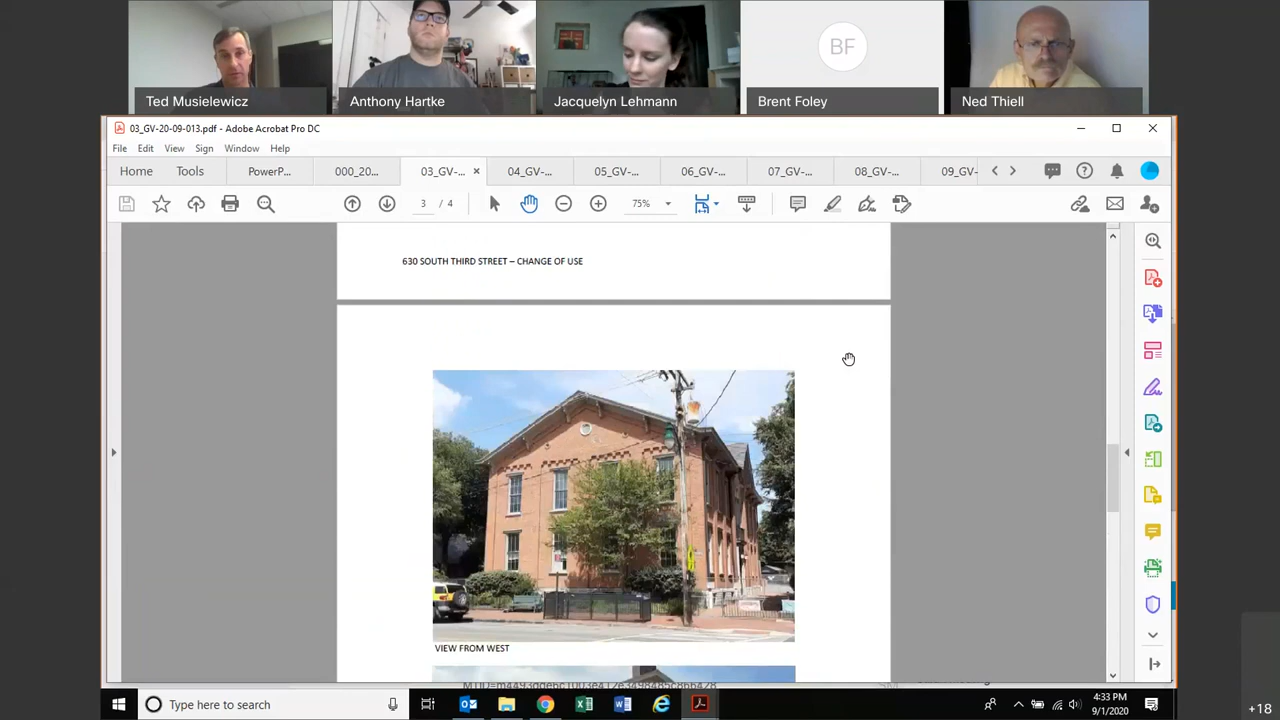 Ted Musielewicz
Anthony Hartke
Jacquelyn Lehmann
BF
Brent Foley
Ned Thiell
03_GV-20-09-013.pdf - Adobe Acrobat Pro DC
File Edit View Window Sign Help
Home Tools PowerP... 000_20... 03_GV-... × 04_GV-... 05_GV-... 06_GV-... 07_GV-... 08_GV-... 09_GV-
3 / 4 75%
630 SOUTH THIRD STREET – CHANGE OF USE
VIEW FROM WEST
Type here to search
4:33 PM
9/1/2020
+18